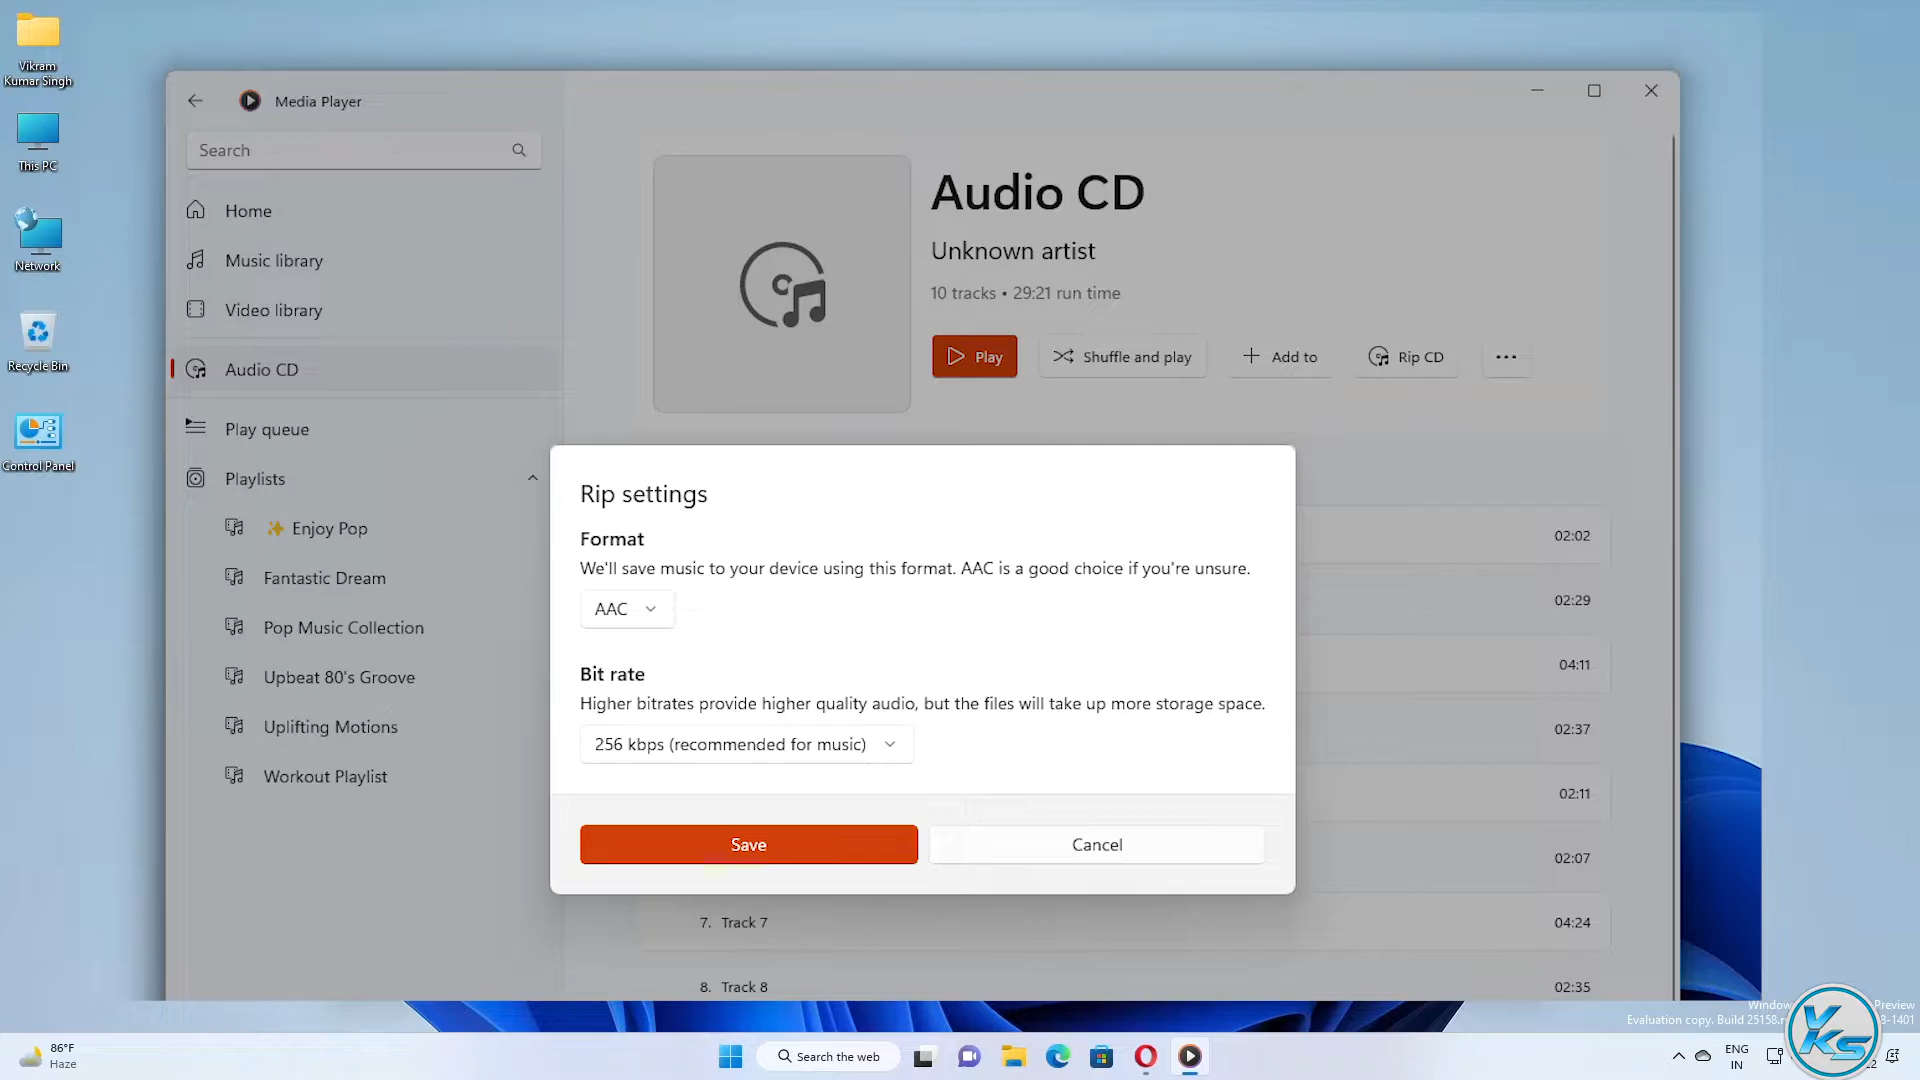 Vikram
Kumar Singh
This PC
Network
Recycle Bin
Control Panel
Media Player
Search
Home
Music library
Video library
Audio CD
Play queue
Playlists
✨ Enjoy Pop
Fantastic Dream
Pop Music Collection
Upbeat 80's Groove
Uplifting Motions
Workout Playlist
Audio CD
Unknown artist
10 tracks • 29:21 run time
Play
Shuffle and play
Add to
Rip CD
02:02
02:29
04:11
02:37
02:11
02:07
7. Track 7 04:24
8. Track 8 02:35
Rip settings
Format
We'll save music to your device using this format. AAC is a good choice if you're unsure.
AAC
Bit rate
Higher bitrates provide higher quality audio, but the files will take up more storage space.
256 kbps (recommended for music)
Save
Cancel
Preview
Evaluation copy. Build 25158.
YKS
86°F
Haze
Search the web
ENG
IN